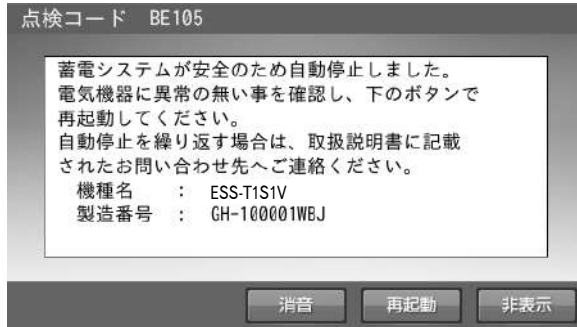 点検コード BE105
蓄電システムが安全のため自動停止しました。
電気機器に異常の無い事を確認し、下のボタンで
再起動してください。
自動停止を繰り返す場合は、取扱説明書に記載
されたお問い合わせ先へご連絡ください。
機種名 : ESS-T1S1V
製造番号 : GH-100001WBJ
消音 再起動 非表示